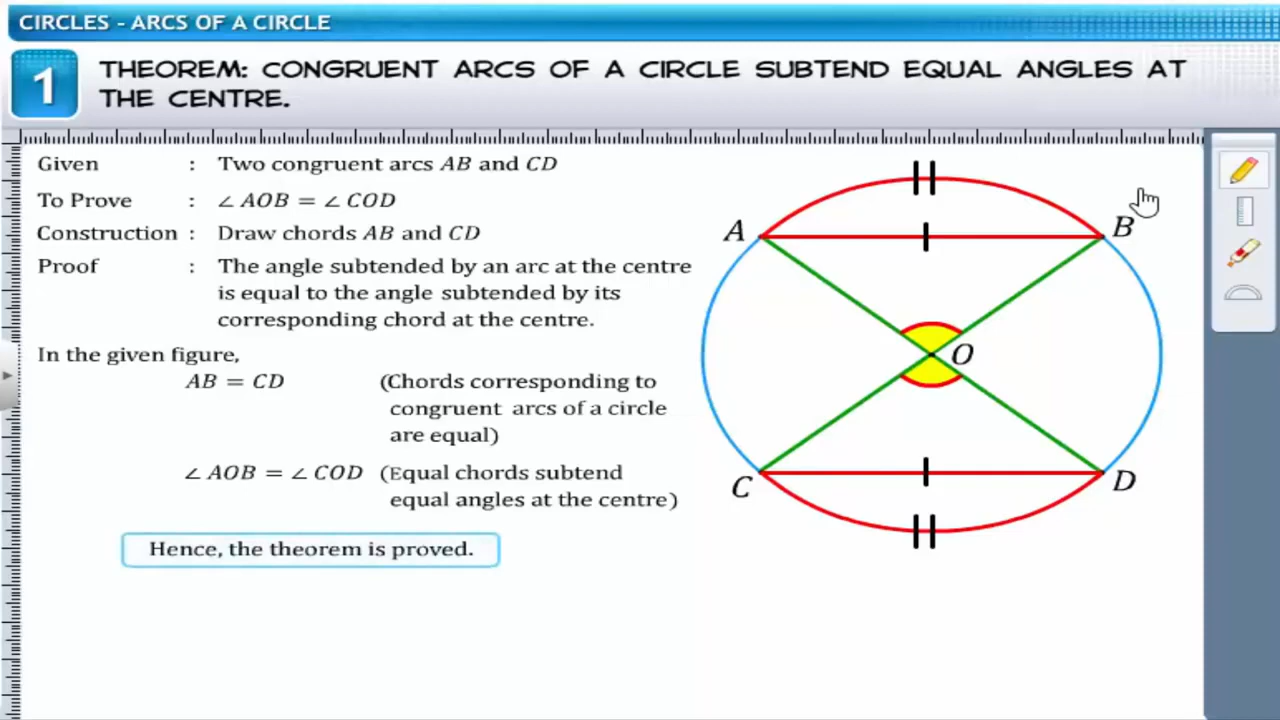 CIRCLES - ARCS OF A CIRCLE
1
THEOREM: CONGRUENT ARCS OF A CIRCLE SUBTEND EQUAL ANGLES AT
THE CENTRE.
Given : Two congruent arcs AB and CD
To Prove : ∠ AOB = ∠ COD
Construction : Draw chords AB and CD
Proof : The angle subtended by an arc at the centre
is equal to the angle subtended by its
corresponding chord at the centre.
In the given figure,
AB = CD (Chords corresponding to
congruent arcs of a circle
are equal)
∠ AOB = ∠ COD (Equal chords subtend
equal angles at the centre)
Hence, the theorem is proved.
A
B
O
C
D